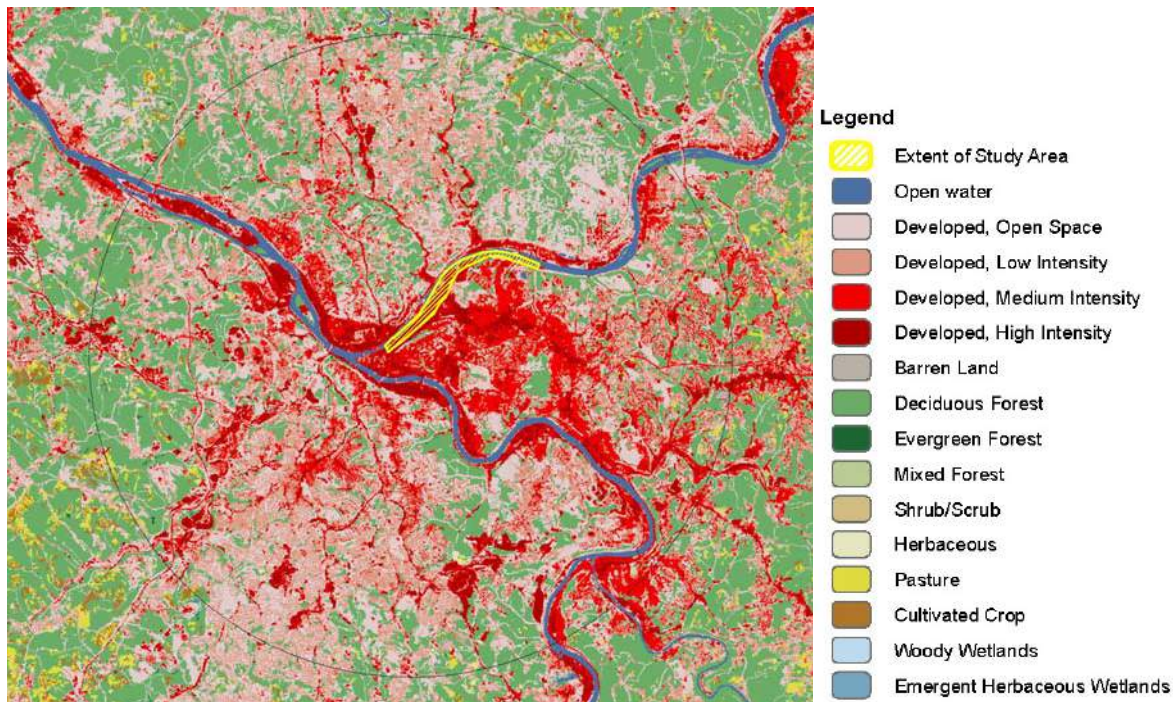 Legend
Extent of Study Area
Open water
Developed, Open Space
Developed, Low Intensity
Developed, Medium Intensity
Developed, High Intensity
Barren Land
Deciduous Forest
Evergreen Forest
Mixed Forest
Shrub/Scrub
Herbaceous
Pasture
Cultivated Crop
Woody Wetlands
Emergent Herbaceous Wetlands